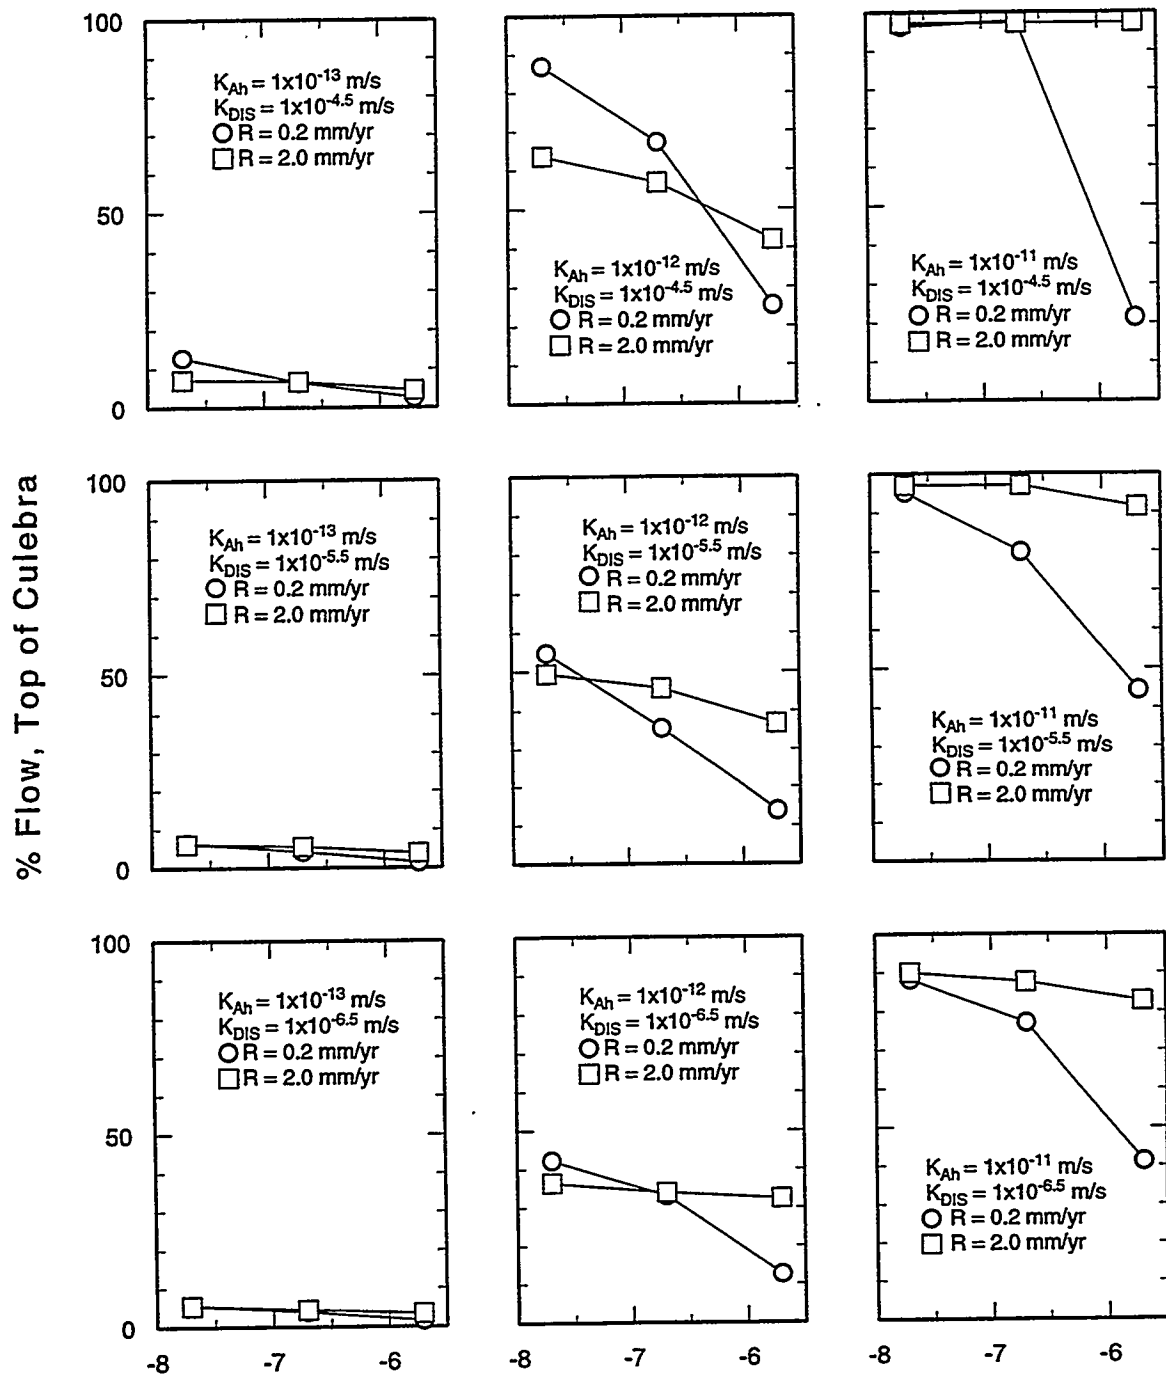 % Flow, Top of Culebra
100
50
0
K_Ah = 1x10^-13 m/s
K_DIS = 1x10^-4.5 m/s
R = 0.2 mm/yr
R = 2.0 mm/yr
K_Ah = 1x10^-12 m/s
K_DIS = 1x10^-4.5 m/s
R = 0.2 mm/yr
R = 2.0 mm/yr
K_Ah = 1x10^-11 m/s
K_DIS = 1x10^-4.5 m/s
R = 0.2 mm/yr
R = 2.0 mm/yr
100
50
0
K_Ah = 1x10^-13 m/s
K_DIS = 1x10^-5.5 m/s
R = 0.2 mm/yr
R = 2.0 mm/yr
K_Ah = 1x10^-12 m/s
K_DIS = 1x10^-5.5 m/s
R = 0.2 mm/yr
R = 2.0 mm/yr
K_Ah = 1x10^-11 m/s
K_DIS = 1x10^-5.5 m/s
R = 0.2 mm/yr
R = 2.0 mm/yr
100
50
0
K_Ah = 1x10^-13 m/s
K_DIS = 1x10^-6.5 m/s
R = 0.2 mm/yr
R = 2.0 mm/yr
K_Ah = 1x10^-12 m/s
K_DIS = 1x10^-6.5 m/s
R = 0.2 mm/yr
R = 2.0 mm/yr
K_Ah = 1x10^-11 m/s
K_DIS = 1x10^-6.5 m/s
R = 0.2 mm/yr
R = 2.0 mm/yr
-8 -7 -6 -8 -7 -6 -8 -7 -6